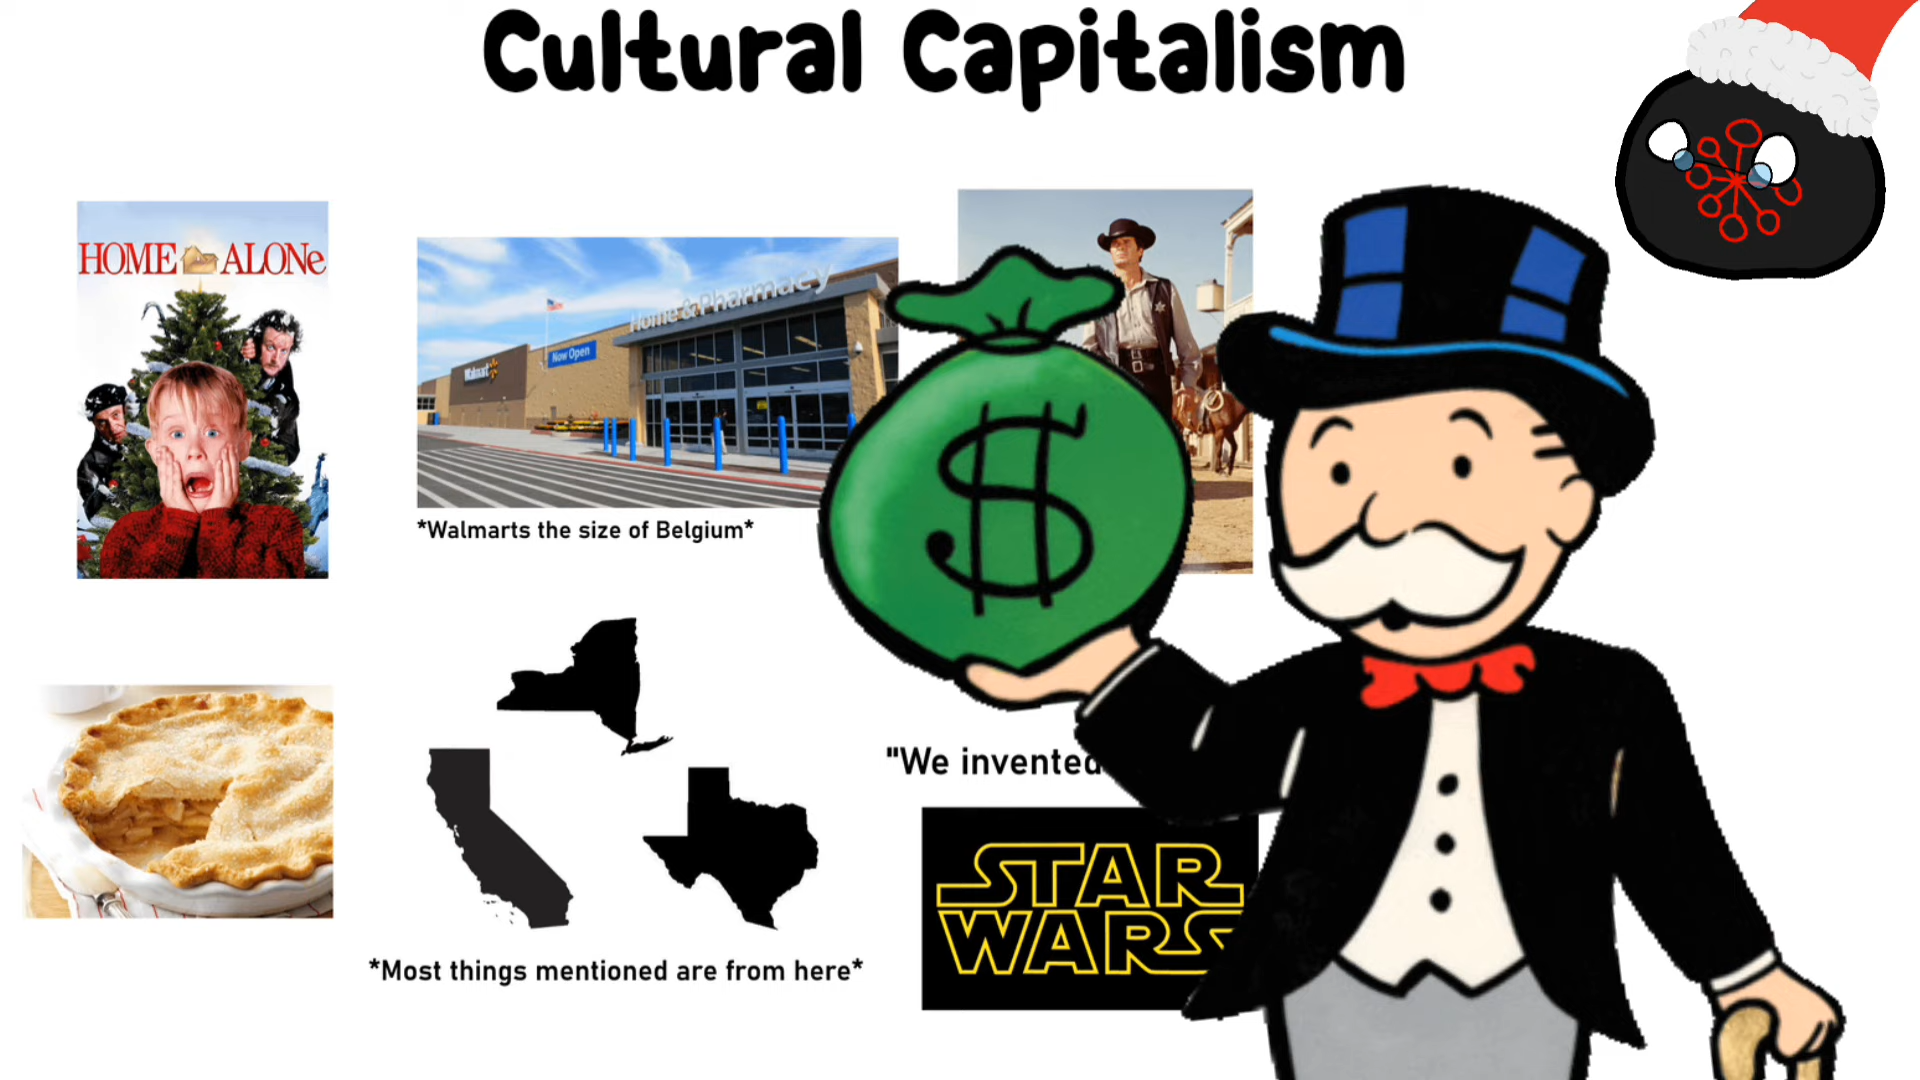 Cultural Capitalism
HOME ALONe
Home & Pharmacy
Walmart
Now Open
*Walmarts the size of Belgium*
$
"We invented
STAR
WARS
*Most things mentioned are from here*